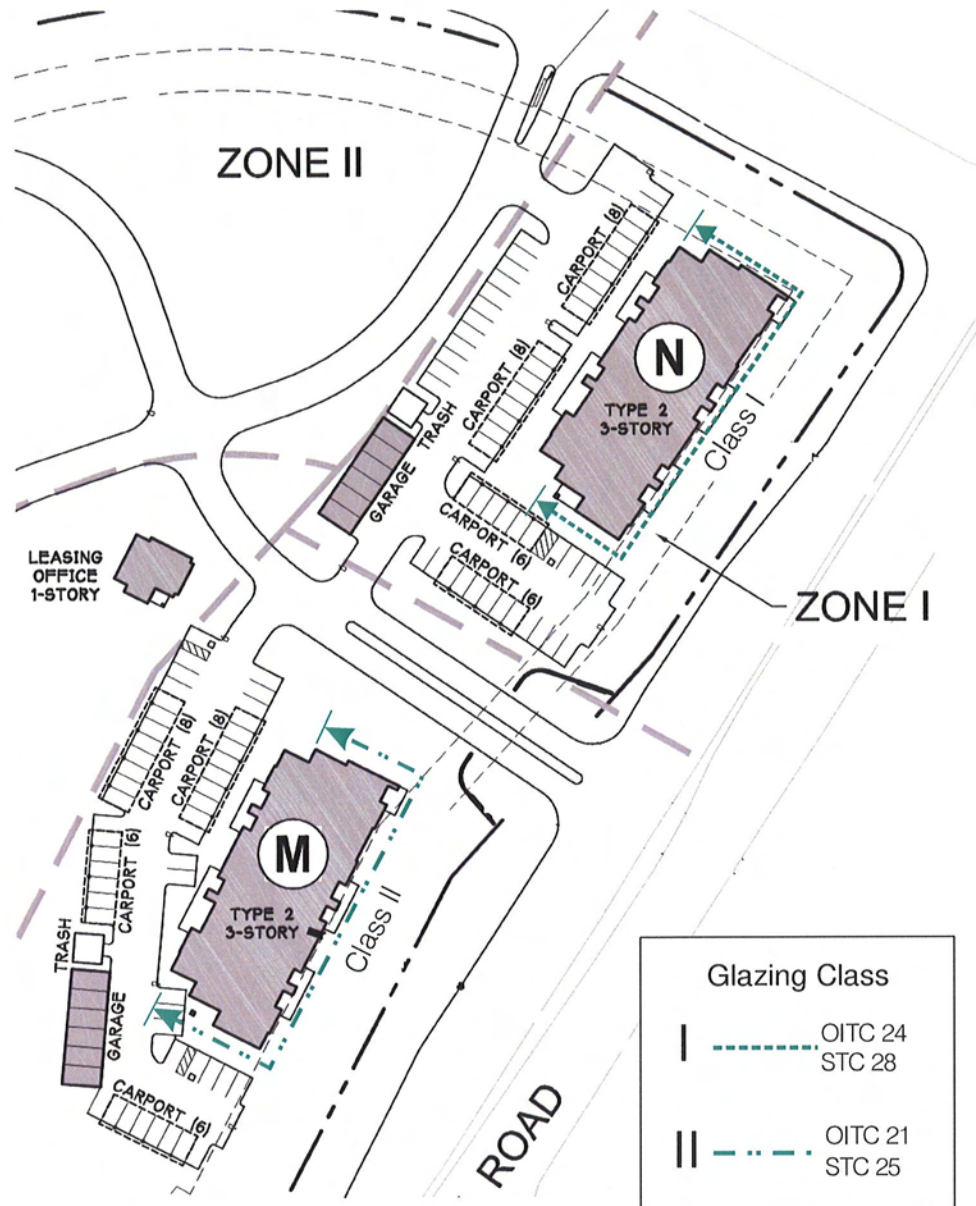 ZONE II
CARPORT (8)
N
TYPE 2
3-STORY
CARPORT (8)
Class I
TRASH
GARAGE
CARPORT (6)
CARPORT (6)
LEASING
OFFICE
1-STORY
ZONE I
CARPORT (8)
CARPORT (8)
M
TYPE 2
3-STORY
Class II
CARPORT (6)
TRASH
GARAGE
CARPORT (6)
ROAD
Glazing Class
I OITC 24
STC 28
II OITC 21
STC 25